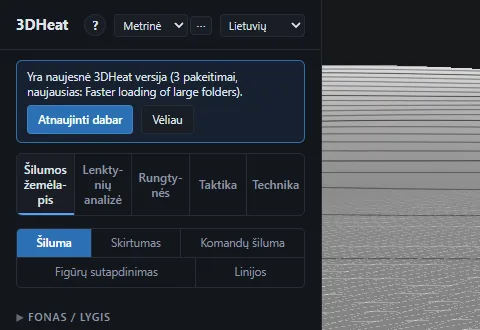 3DHeat ? Metrinė ... Lietuvių
Yra naujesnė 3DHeat versija (3 pakeitimai,
naujausias: Faster loading of large folders).
Atnaujinti dabar Vėliau
Šilumos
žemėla-
pis
Lenkty-
nių
analizė
Rungty-
nės
Taktika
Technika
Šiluma Skirtumas Komandų šiluma
Figūrų sutapdinimas Linijos
▶ FONAS / LYGIS